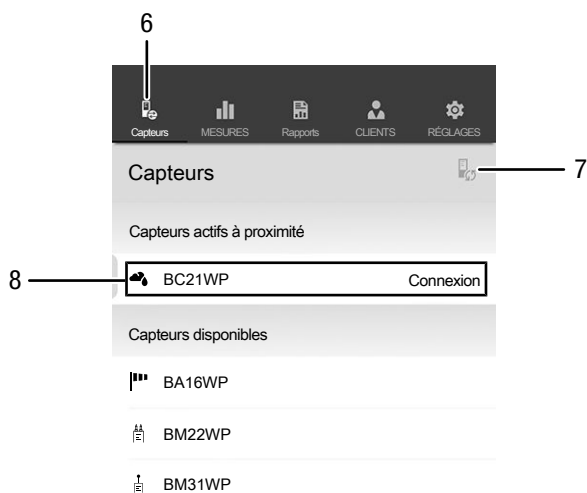 6
Capteurs MESURES Rapports CLIENTS RÉGLAGES
Capteurs
7
Capteurs actifs à proximité
8
BC21WP Connexion
Capteurs disponibles
BA16WP
BM22WP
BM31WP